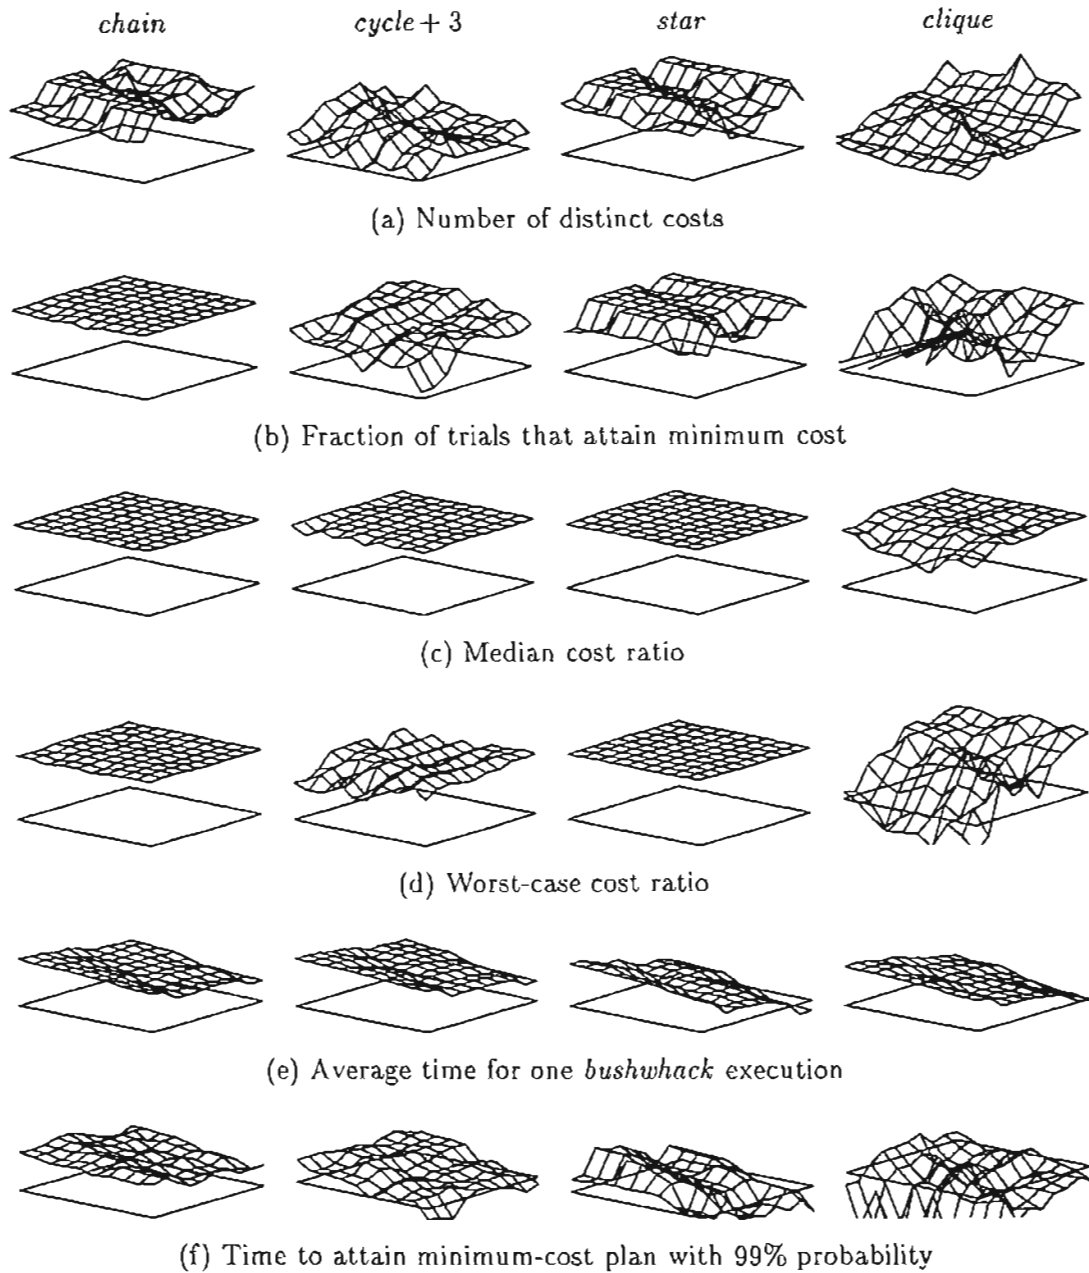 chain cycle + 3 star clique
(a) Number of distinct costs
(b) Fraction of trials that attain minimum cost
(c) Median cost ratio
(d) Worst-case cost ratio
(e) Average time for one bushwhack execution
(f) Time to attain minimum-cost plan with 99% probability